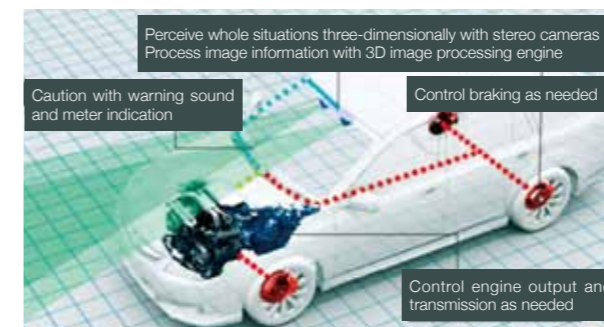 Perceive whole situations three-dimensionally with stereo cameras
Process image information with 3D image processing engine
Caution with warning sound
and meter indication
Control braking as needed
Control engine output and
transmission as needed